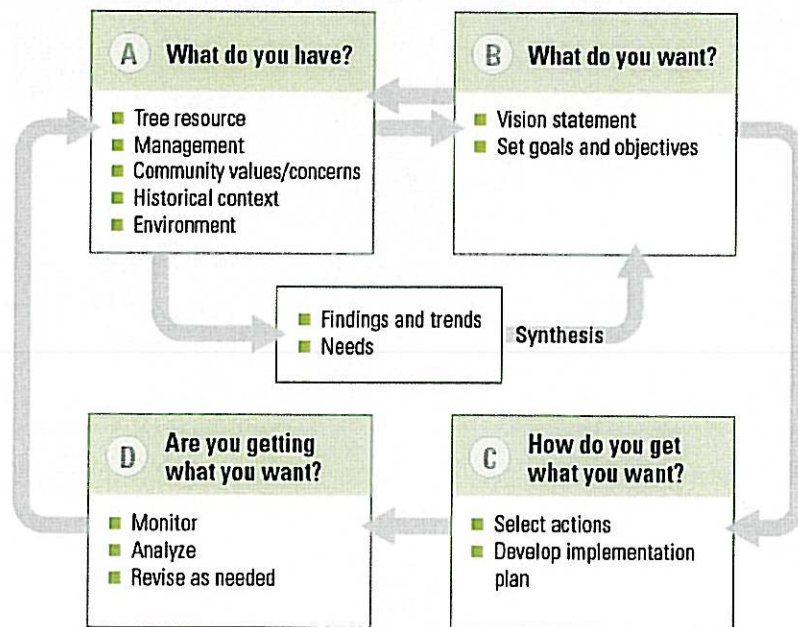 A What do you have?
Tree resource
Management
Community values/concerns
Historical context
Environment
B What do you want?
Vision statement
Set goals and objectives
Findings and trends
Needs
Synthesis
D Are you getting
what you want?
Monitor
Analyze
Revise as needed
C How do you get
what you want?
Select actions
Develop implementation
plan